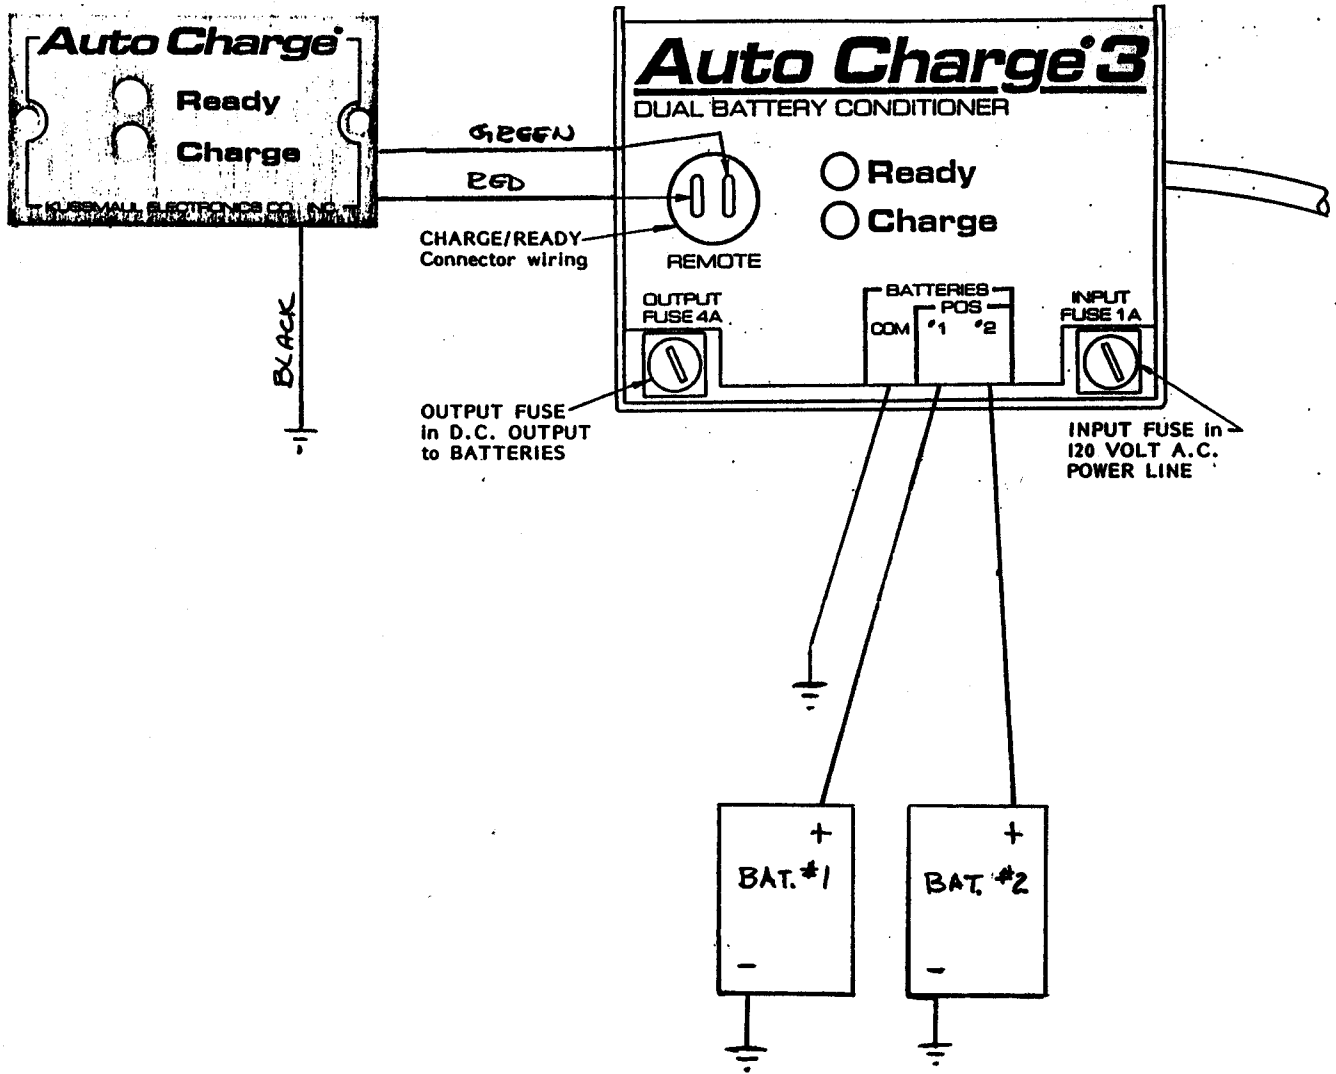 Auto Charge®
Ready
Charge
KUSSMAUL ELECTRONICS CO. INC.
GREEN
RED
BLACK
CHARGE/READY
Connector wiring
Auto Charge® 3
DUAL BATTERY CONDITIONER
Ready
Charge
REMOTE
OUTPUT
FUSE 4A
BATTERIES
POS
COM #1 #2
INPUT
FUSE 1A
OUTPUT FUSE
in D.C. OUTPUT
to BATTERIES
INPUT FUSE in
120 VOLT A.C.
POWER LINE
+
BAT. #1
-
+
BAT. #2
-